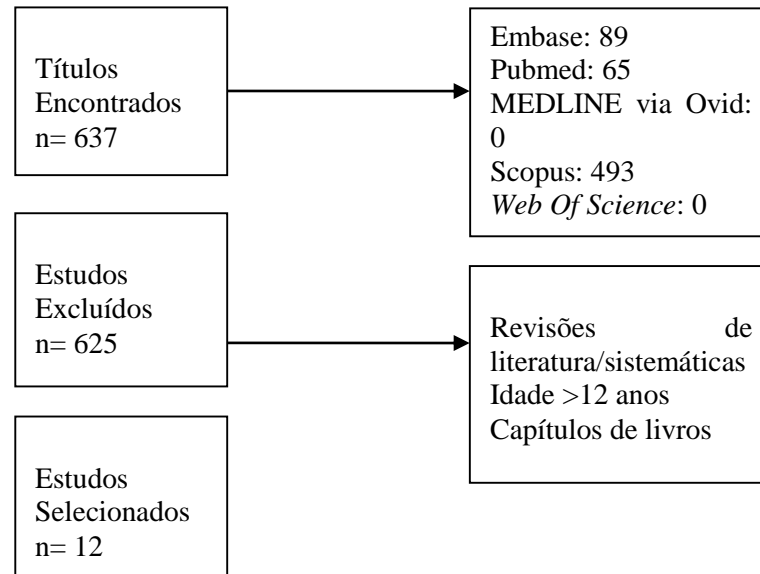 Títulos
Encontrados
n= 637
Embase: 89
Pubmed: 65
MEDLINE via Ovid:
0
Scopus: 493
Web Of Science: 0
Estudos
Excluídos
n= 625
Revisões de
literatura/sistemáticas
Idade >12 anos
Capítulos de livros
Estudos
Selecionados
n= 12